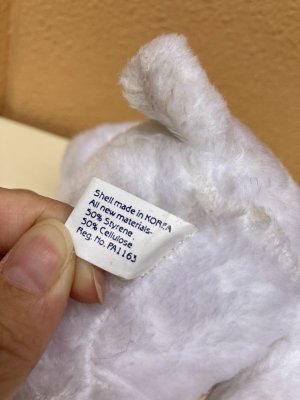 Shell made in KOREA
All new materials-
50% Styrene
50% Cellulose
Reg. No. PA1163